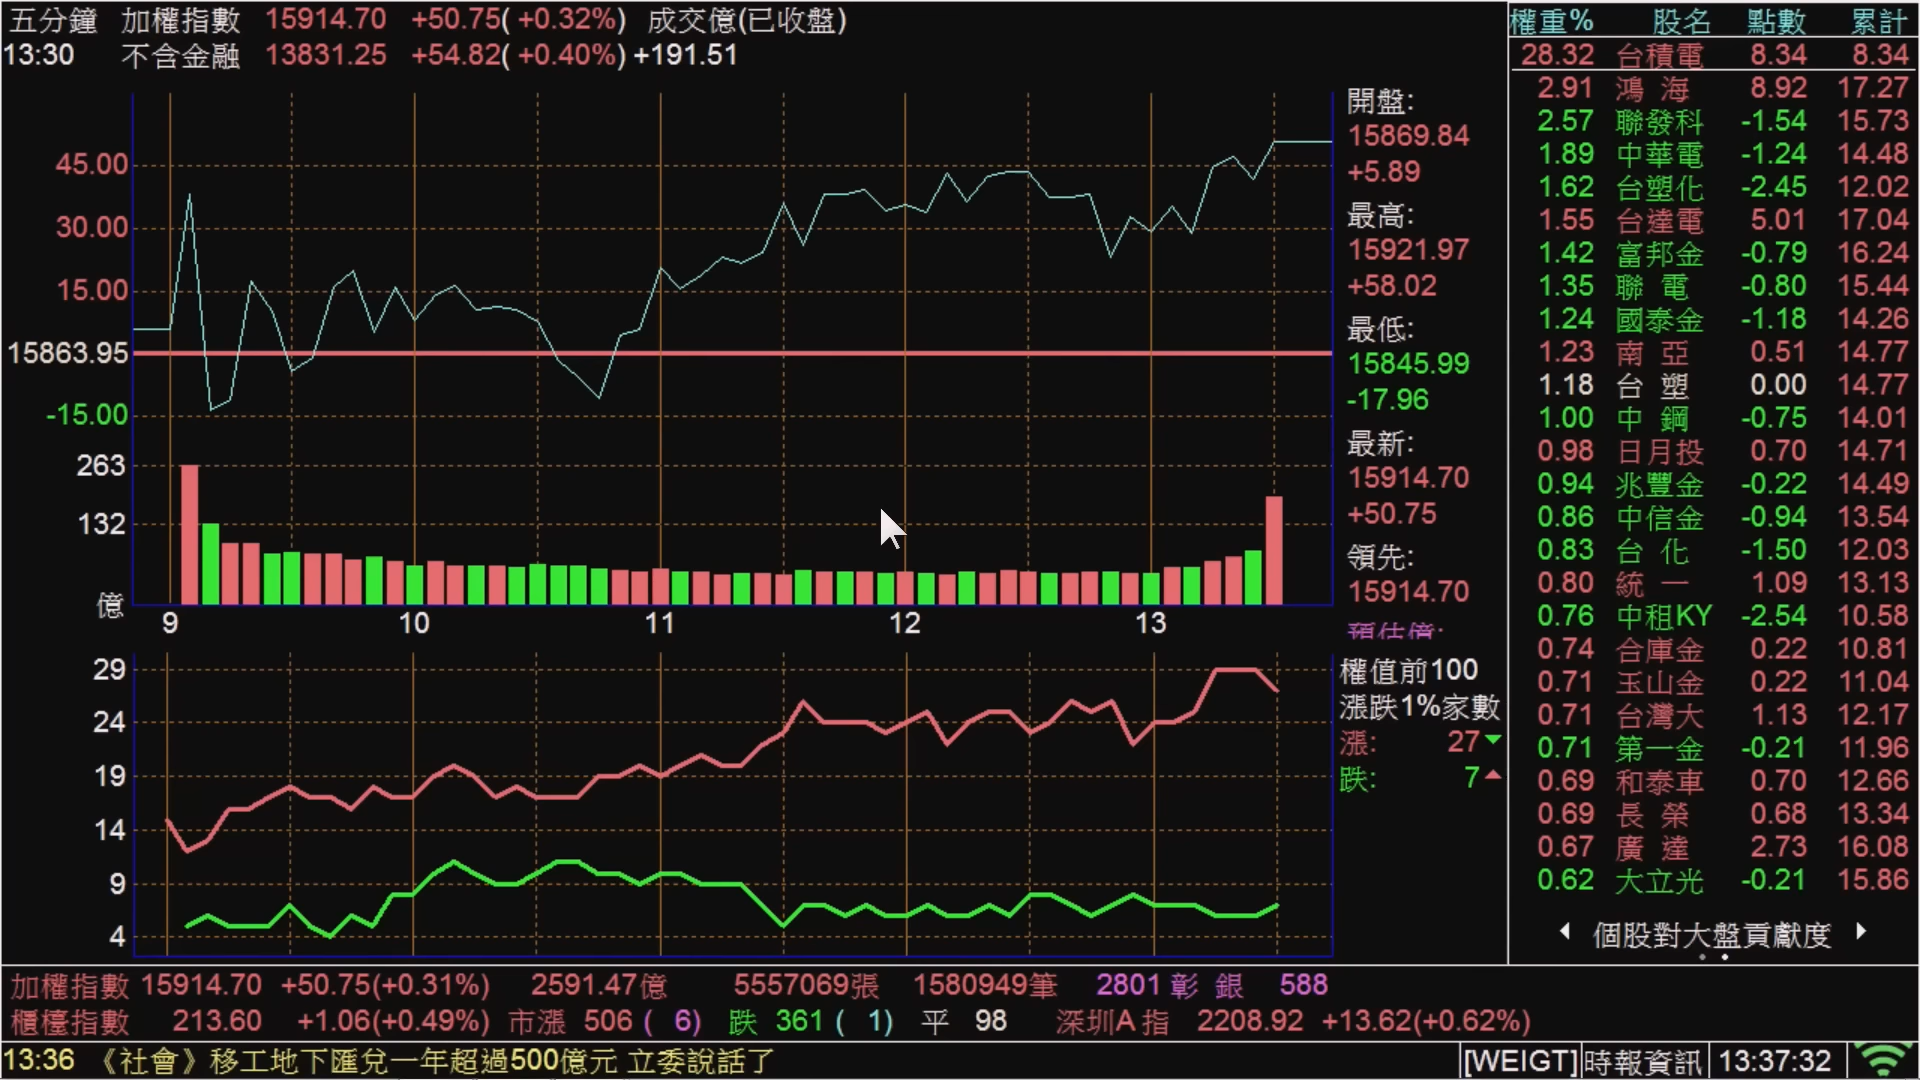 五分鐘 加權指數 15914.70 +50.75( +0.32%) 成交億(已收盤)
13:30 不含金融 13831.25 +54.82( +0.40%) +191.51
45.00
30.00
15.00
15863.95
-15.00
263
132
億
9 10 11 12 13
開盤:
15869.84
+5.89
最高:
15921.97
+58.02
最低:
15845.99
-17.96
最新:
15914.70
+50.75
領先:
15914.70
預估億:
29
24
19
14
9
4
權值前100
漲跌1%家數
漲: 27
跌: 7
權重% 股名 點數 累計
28.32 台積電 8.34 8.34
2.91 鴻 海 8.92 17.27
2.57 聯發科 -1.54 15.73
1.89 中華電 -1.24 14.48
1.62 台塑化 -2.45 12.02
1.55 台達電 5.01 17.04
1.42 富邦金 -0.79 16.24
1.35 聯 電 -0.80 15.44
1.24 國泰金 -1.18 14.26
1.23 南 亞 0.51 14.77
1.18 台 塑 0.00 14.77
1.00 中 鋼 -0.75 14.01
0.98 日月投 0.70 14.71
0.94 兆豐金 -0.22 14.49
0.86 中信金 -0.94 13.54
0.83 台 化 -1.50 12.03
0.80 統 一 1.09 13.13
0.76 中租KY -2.54 10.58
0.74 合庫金 0.22 10.81
0.71 玉山金 0.22 11.04
0.71 台灣大 1.13 12.17
0.71 第一金 -0.21 11.96
0.69 和泰車 0.70 12.66
0.69 長 榮 0.68 13.34
0.67 廣 達 2.73 16.08
0.62 大立光 -0.21 15.86
個股對大盤貢獻度
加權指數 15914.70 +50.75(+0.31%) 2591.47億 5557069張 1580949筆 2801 彰 銀 588
櫃檯指數 213.60 +1.06(+0.49%) 市漲 506 ( 6) 跌 361 ( 1) 平 98 深圳A指 2208.92 +13.62(+0.62%)
13:36 《社會》移工地下匯兌一年超過500億元 立委說話了 [WEIGT] 時報資訊 13:37:32